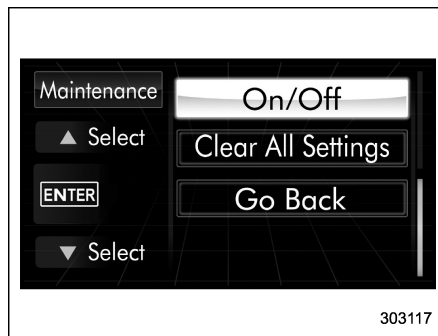 Maintenance
▲ Select
ENTER
▼ Select
On/Off
Clear All Settings
Go Back
303117